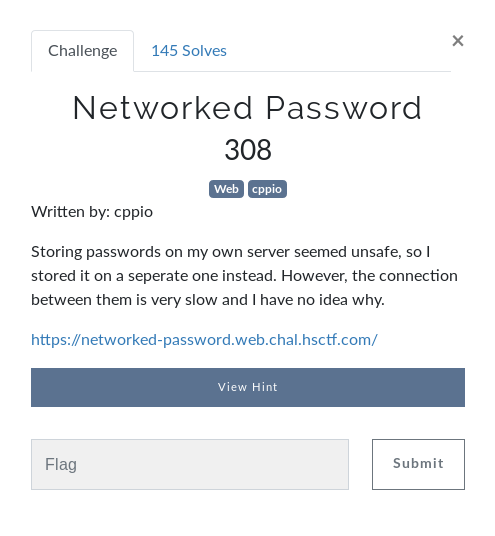 Challenge
145 Solves
×
Networked Password
308
Web cppio
Written by: cppio
Storing passwords on my own server seemed unsafe, so I
stored it on a seperate one instead. However, the connection
between them is very slow and I have no idea why.
https://networked-password.web.chal.hsctf.com/
View Hint
Flag
Submit